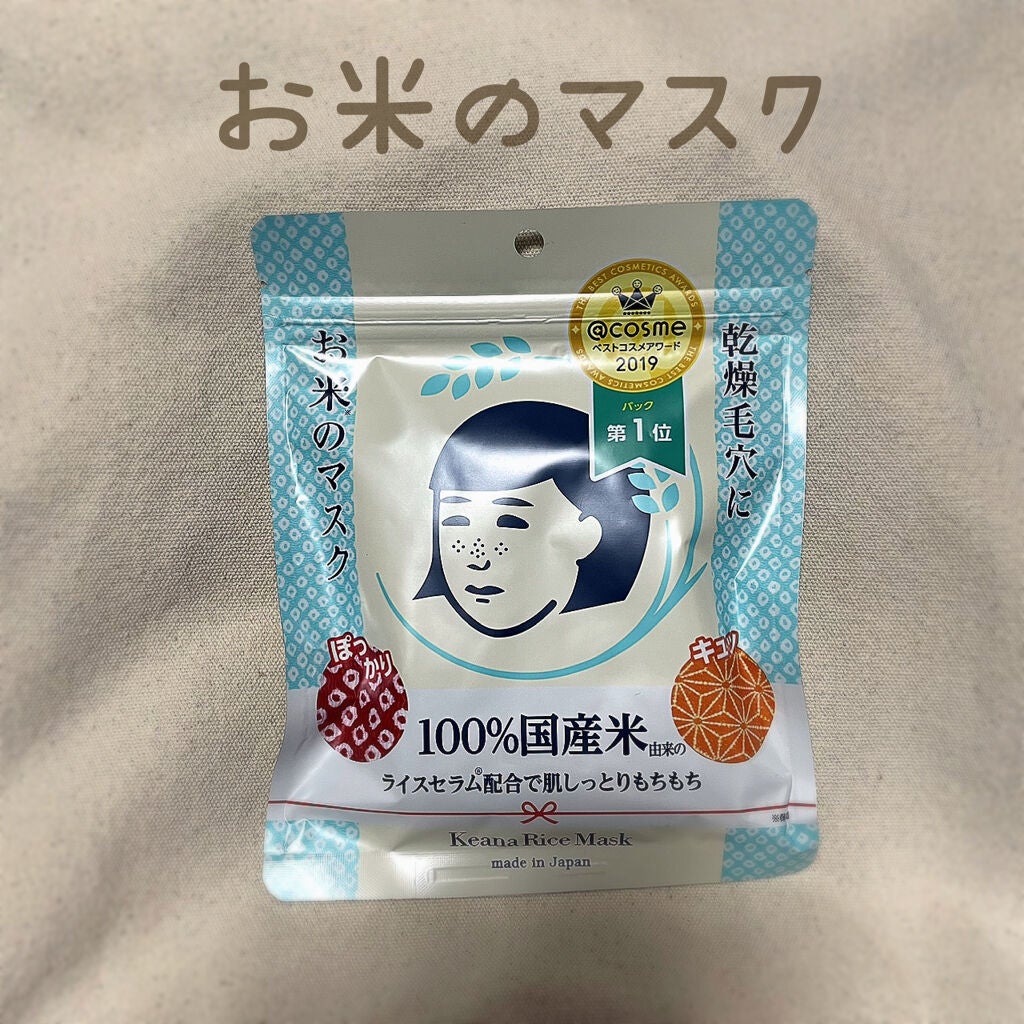 お米のマスク
THE BEST COSMETICS AWARDS
@cosme
ベストコスメアワード
2019
THE BEST COSMETICS AWARDS
パック
第1位
乾燥毛穴に
お米のマスク
ぽっかり
キュッ
100%国産米由来の
ライスセラム®配合で肌しっとりもちもち
Keana Rice Mask
made in Japan